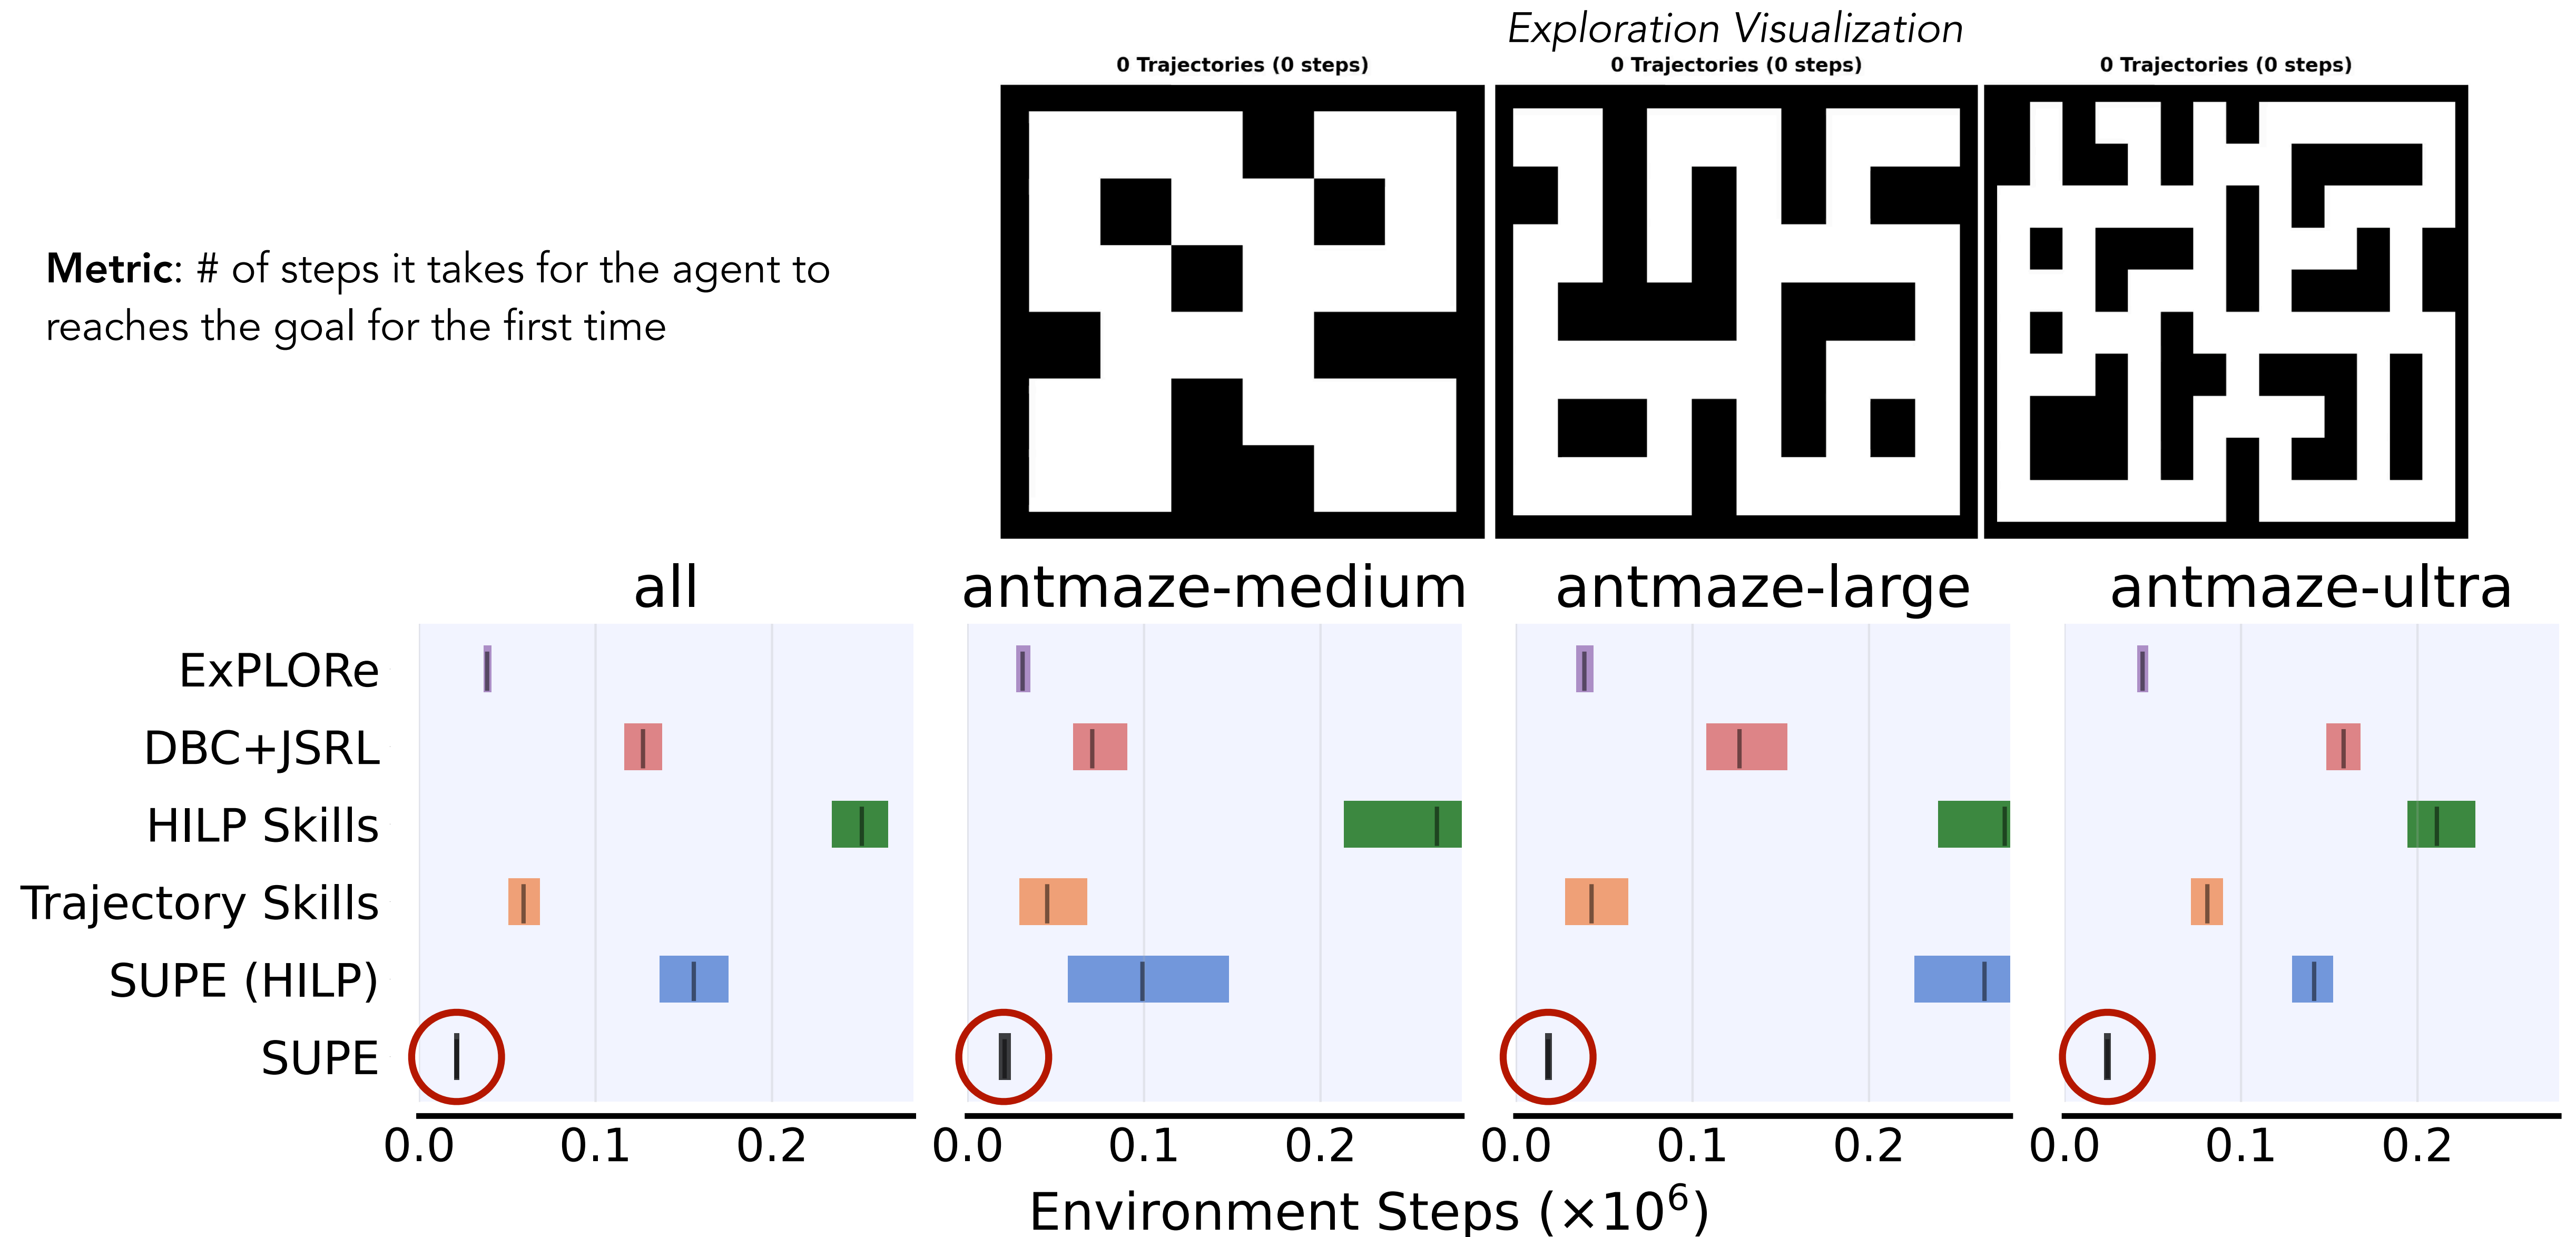 Exploration Visualization
0 Trajectories (0 steps)
0 Trajectories (0 steps)
0 Trajectories (0 steps)
Metric: # of steps it takes for the agent to
reaches the goal for the first time
all
antmaze-medium
antmaze-large
antmaze-ultra
ExPLORe
DBC+JSRL
HILP Skills
Trajectory Skills
SUPE (HILP)
SUPE
0.0 0.1 0.2
0.0 0.1 0.2
0.0 0.1 0.2
0.0 0.1 0.2
Environment Steps (×10⁶)